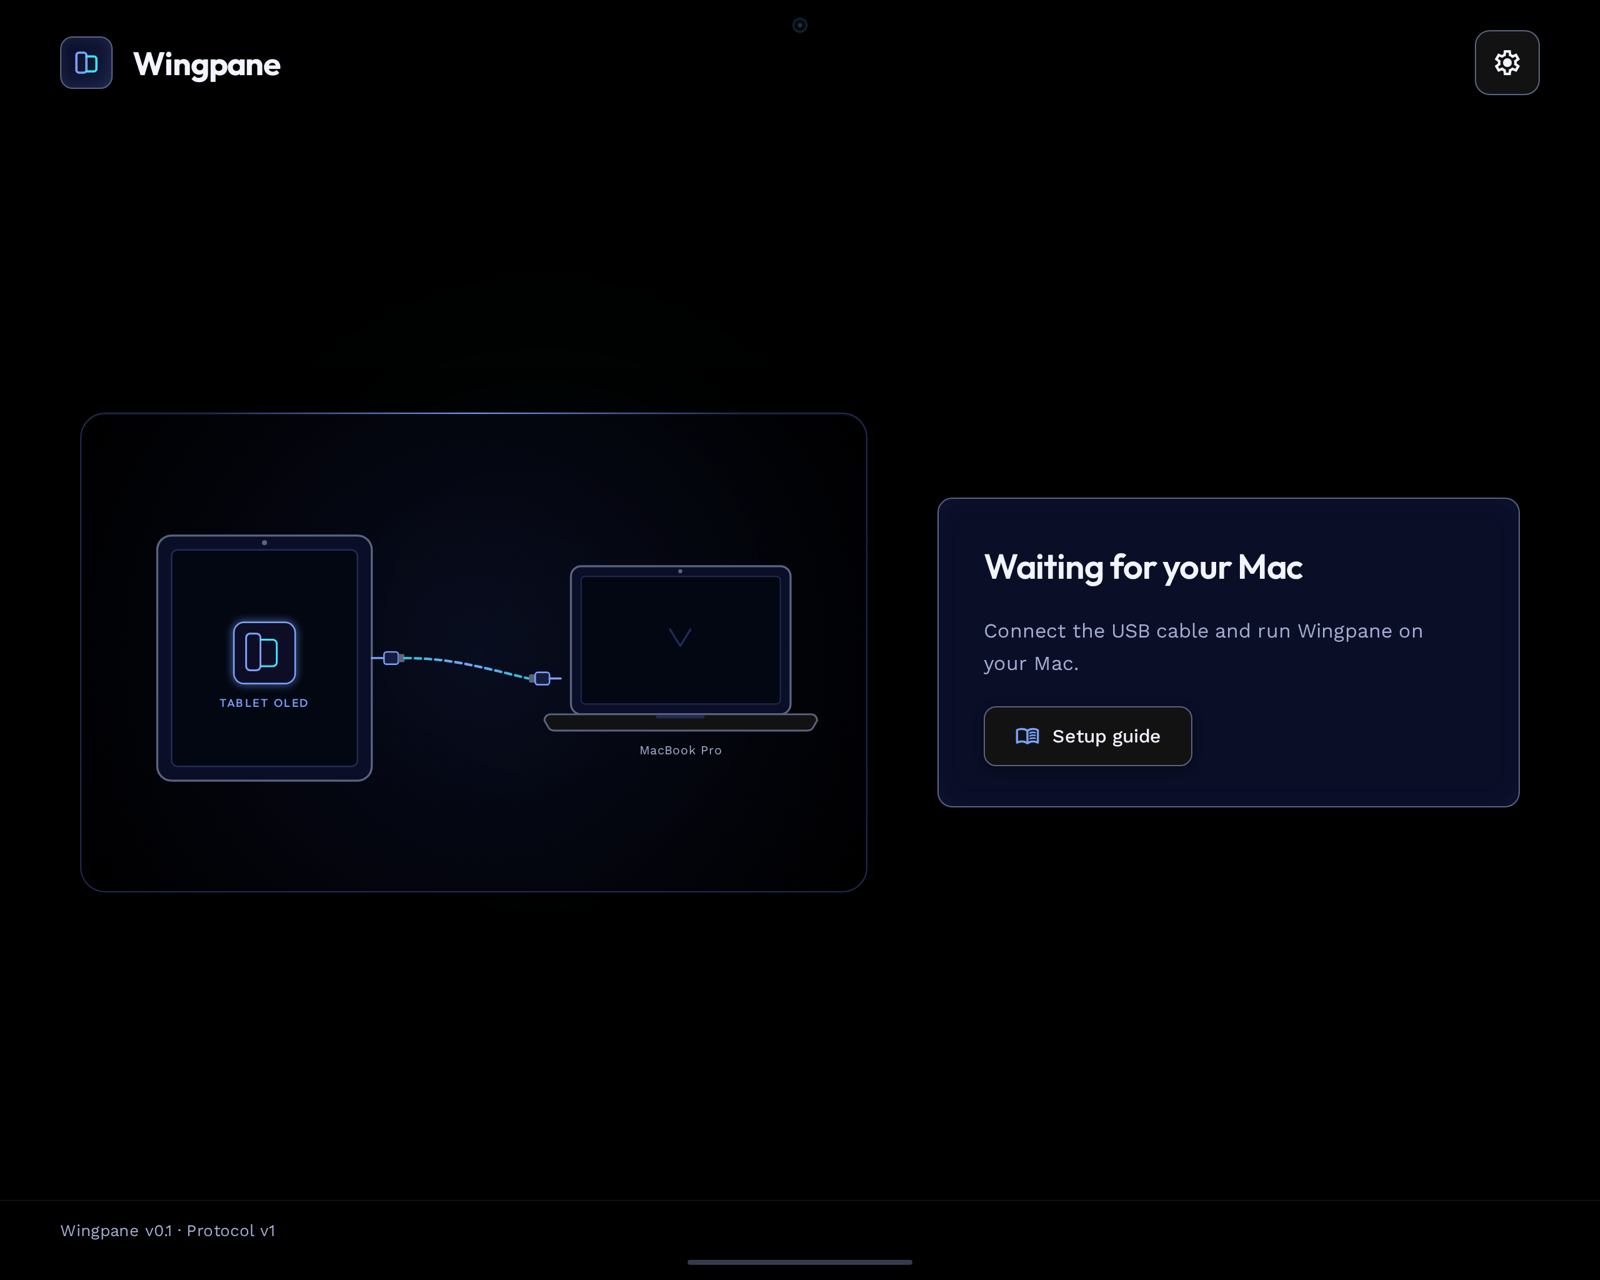 Wingpane
TABLET OLED
MacBook Pro
Waiting for your Mac
Connect the USB cable and run Wingpane on
your Mac.
Setup guide
Wingpane v0.1 · Protocol v1